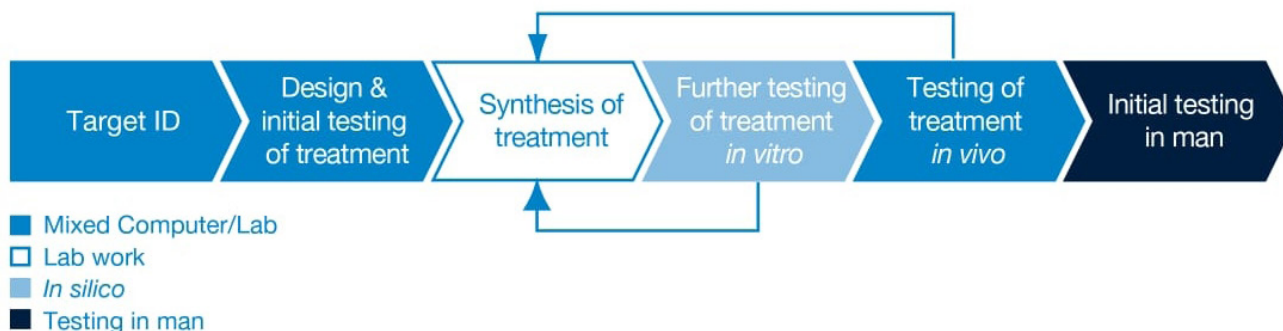 Target ID
Design &
initial testing
of treatment
Synthesis of
treatment
Further testing
of treatment
in vitro
Testing of
treatment
in vivo
Initial testing
in man
Mixed Computer/Lab
Lab work
In silico
Testing in man